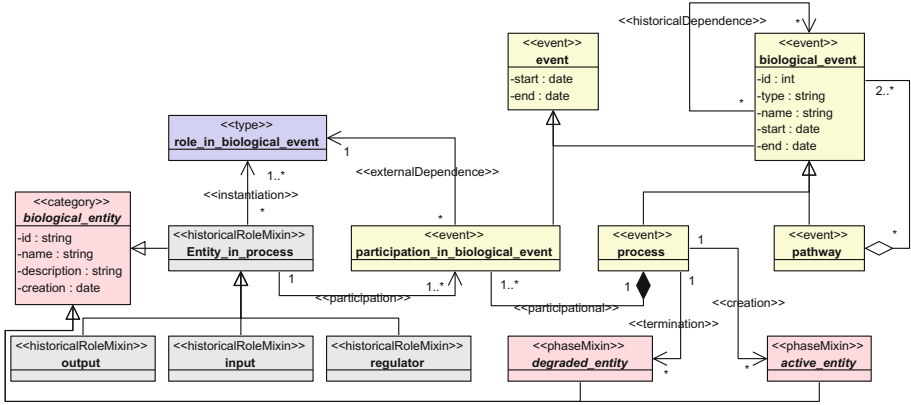 <<historicalDependence>>
*
<<event>>
event
-start : date
-end : date
<<event>>
biological_event
-id : int
-type : string
-name : string
-start : date
-end : date
*
2..*
<<type>>
role_in_biological_event
1
<<externalDependence>>
*
1..*
<<instantiation>>
*
<<category>>
biological_entity
-id : string
-name : string
-description : string
-creation : date
<<historicalRoleMixin>>
Entity_in_process
1
<<participation>>
1..*
<<event>>
participation_in_biological_event
1..*
<<participational>>
1
<<event>>
process
1
1
<<creation>>
<<termination>>
<<event>>
pathway
*
<<historicalRoleMixin>>
output
<<historicalRoleMixin>>
input
<<historicalRoleMixin>>
regulator
<<phaseMixin>>
degraded_entity
*
<<phaseMixin>>
active_entity
*